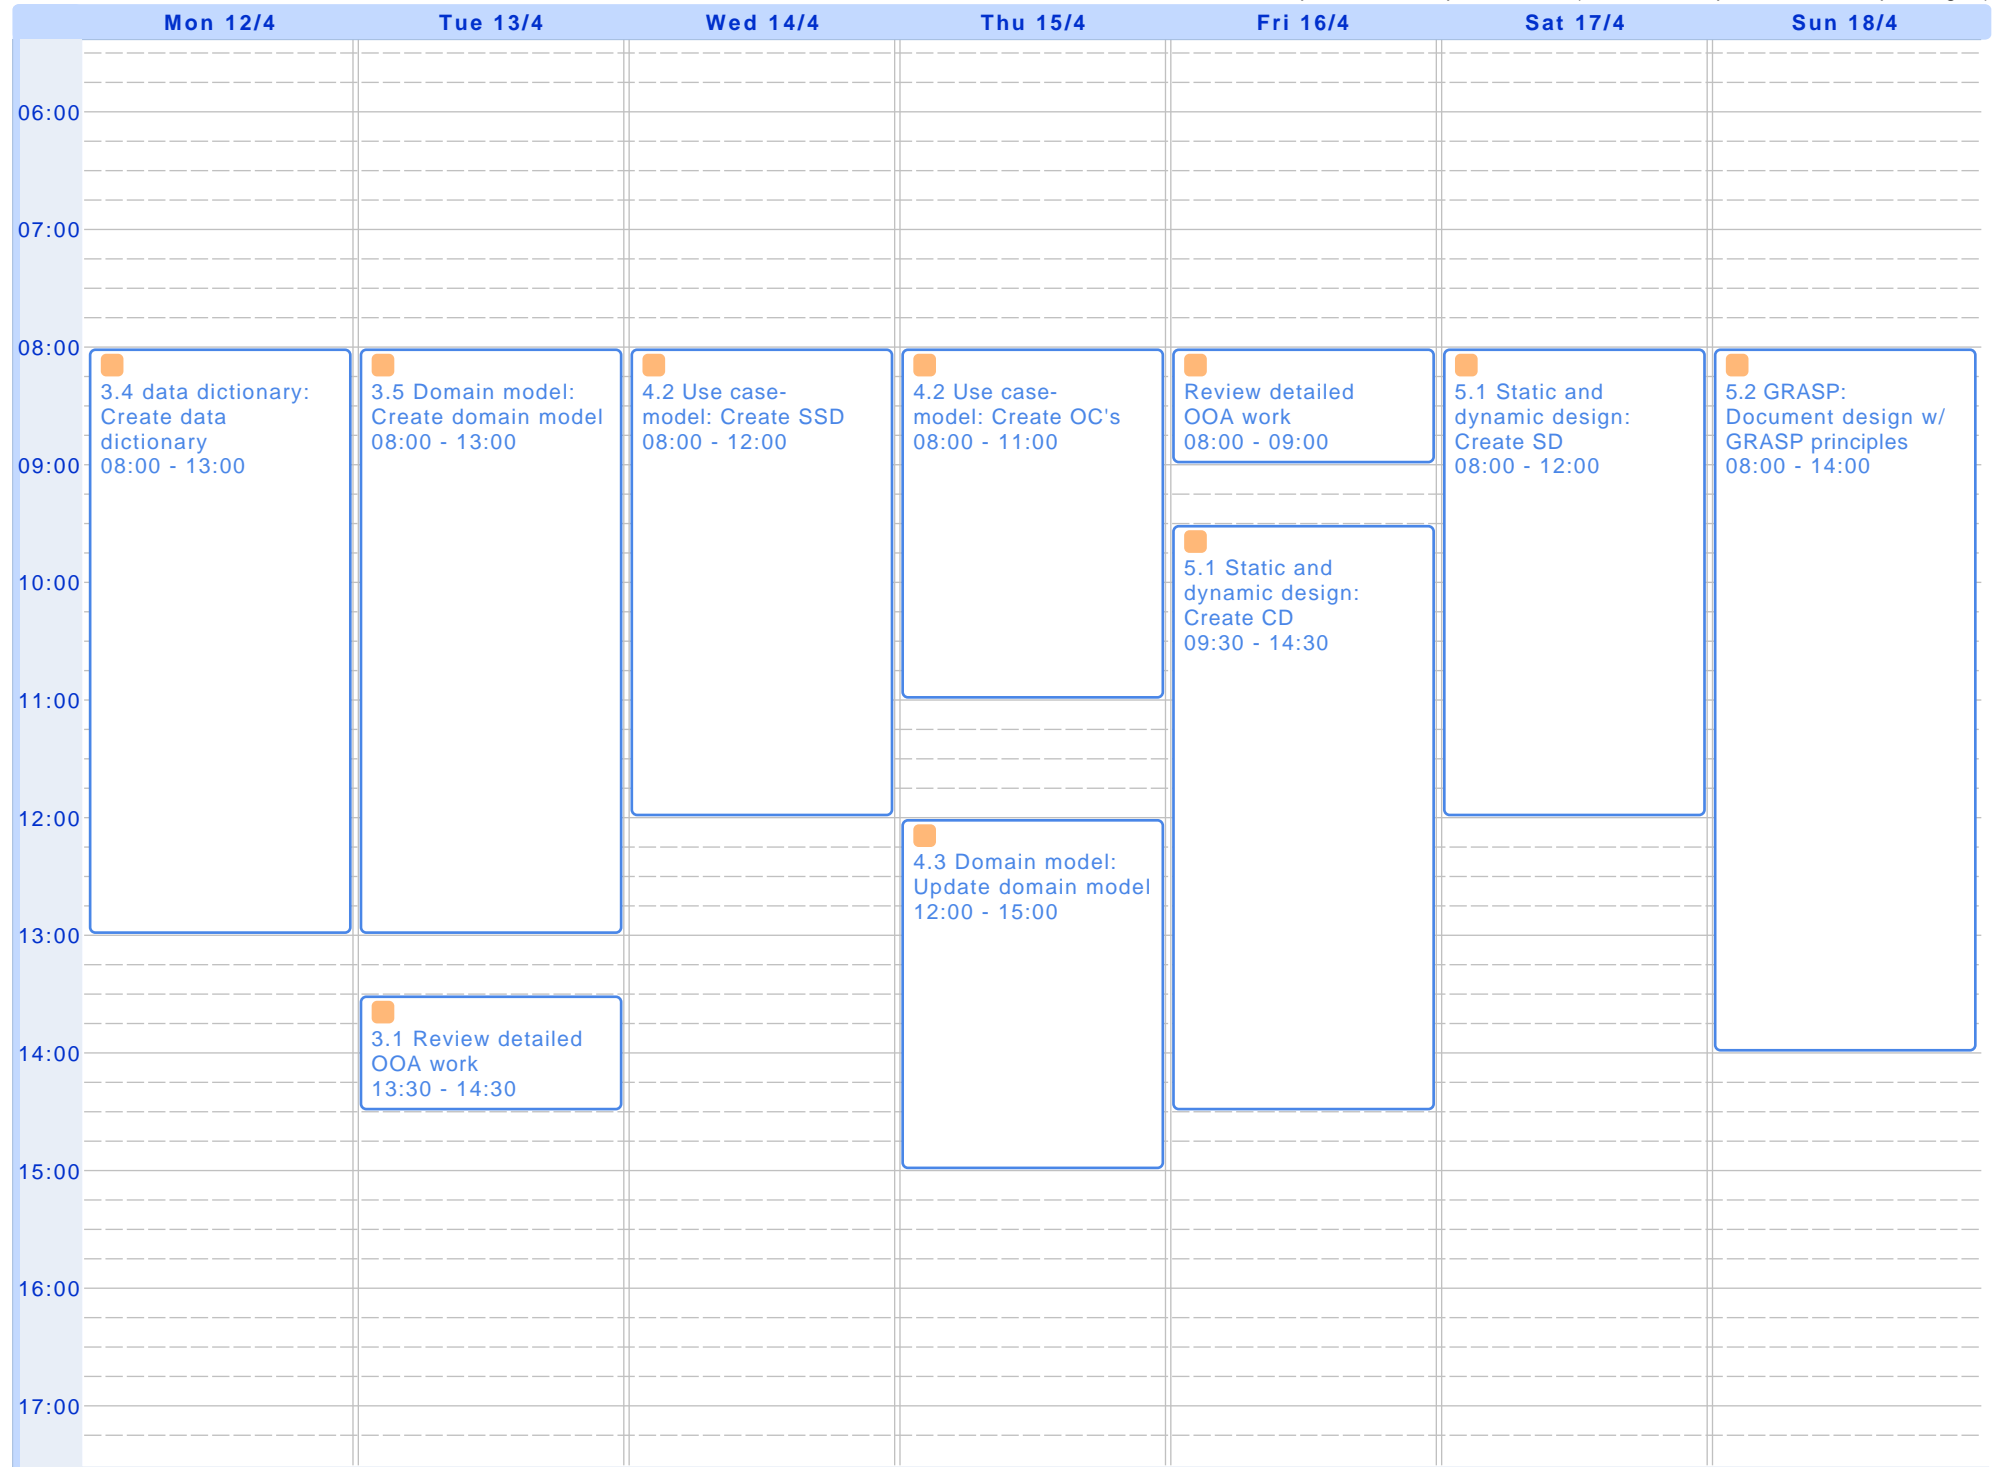 Mon 12/4 Tue 13/4 Wed 14/4 Thu 15/4 Fri 16/4 Sat 17/4 Sun 18/4
06:00
07:00
08:00
09:00
10:00
11:00
12:00
13:00
14:00
15:00
16:00
17:00
3.4 data dictionary:
Create data
dictionary
08:00 - 13:00
3.5 Domain model:
Create domain model
08:00 - 13:00
3.1 Review detailed
OOA work
13:30 - 14:30
4.2 Use case-
model: Create SSD
08:00 - 12:00
4.2 Use case-
model: Create OC's
08:00 - 11:00
4.3 Domain model:
Update domain model
12:00 - 15:00
Review detailed
OOA work
08:00 - 09:00
5.1 Static and
dynamic design:
Create CD
09:30 - 14:30
5.1 Static and
dynamic design:
Create SD
08:00 - 12:00
5.2 GRASP:
Document design w/
GRASP principles
08:00 - 14:00